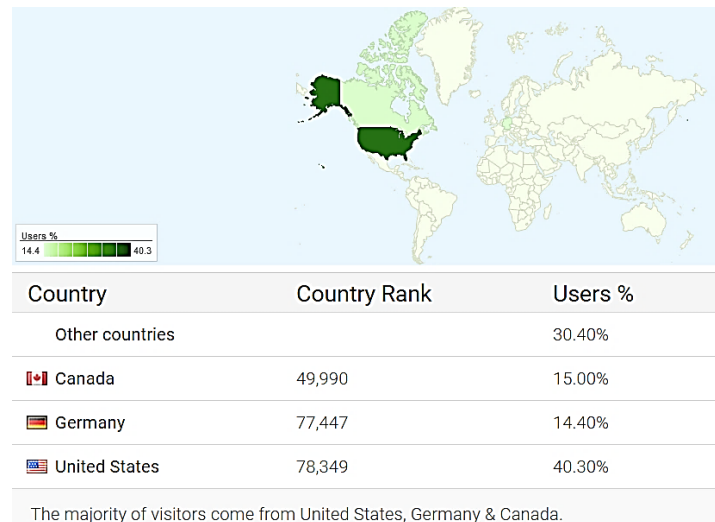 Users %
14.4 40.3
Country Country Rank Users %
Other countries 30.40%
Canada 49,990 15.00%
Germany 77,447 14.40%
United States 78,349 40.30%
The majority of visitors come from United States, Germany & Canada.